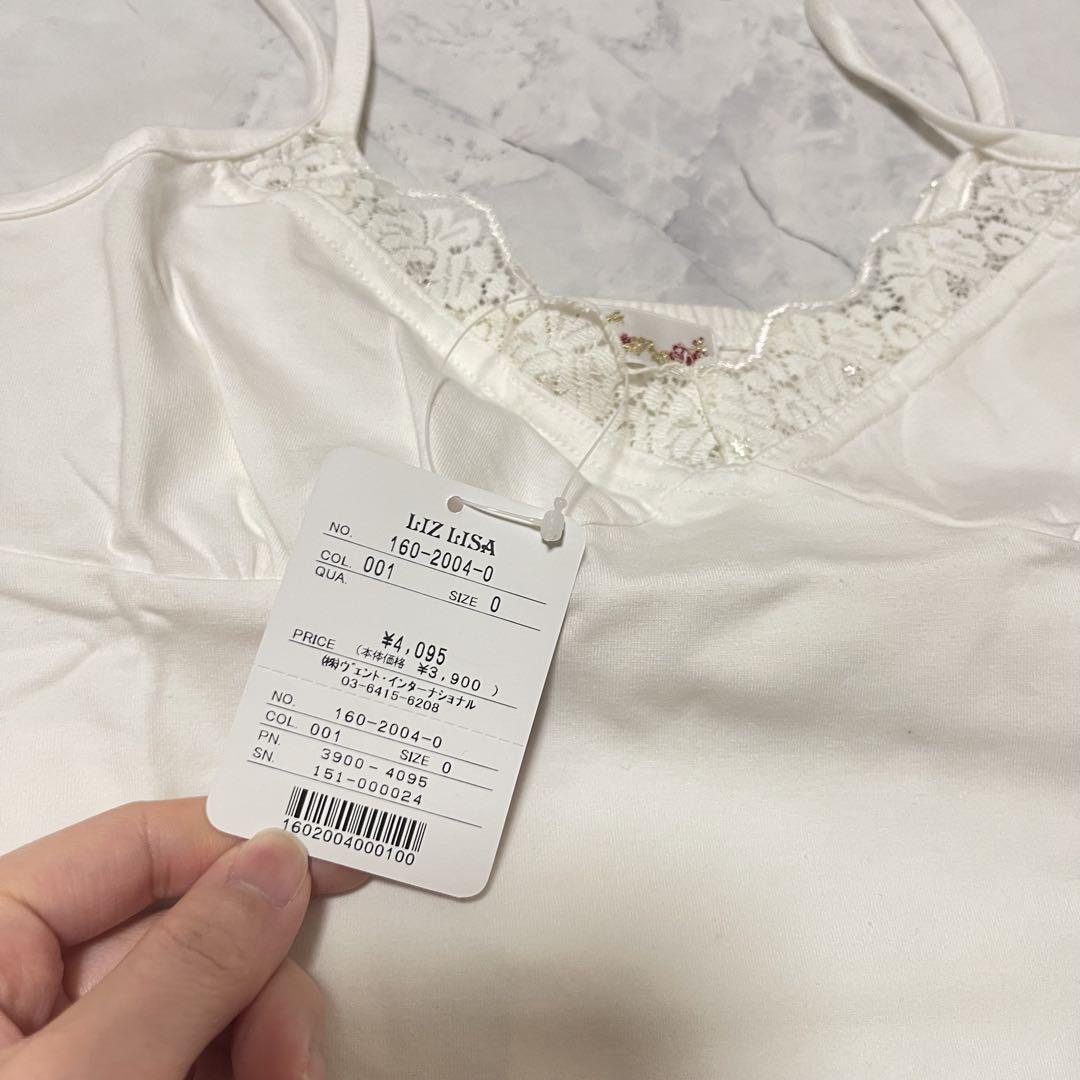 LIZ LISA
NO. 160-2004-0
COL. 001
QUA. SIZE 0
PRICE ¥4,095
(本体価格 ¥3,900)
(株)ヴェント・インターナショナル
03-6415-6208
NO. 160-2004-0
COL. 001 SIZE 0
PN. 3900-4095
SN. 151-000024
1602004000100